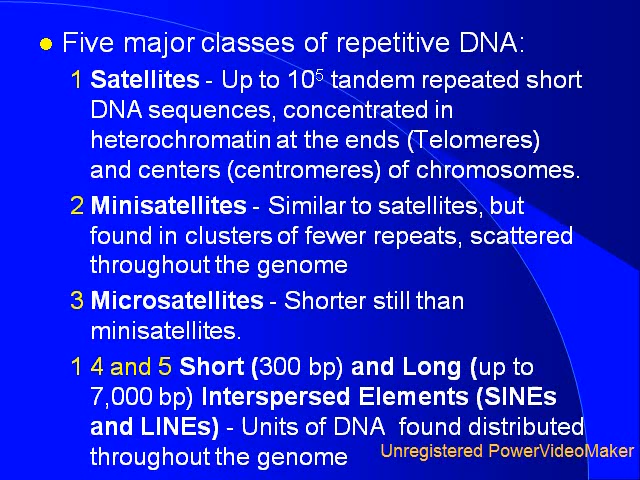 Five major classes of repetitive DNA:
1 Satellites - Up to 10⁵ tandem repeated short
DNA sequences, concentrated in
heterochromatin at the ends (Telomeres)
and centers (centromeres) of chromosomes.
2 Minisatellites - Similar to satellites, but
found in clusters of fewer repeats, scattered
throughout the genome
3 Microsatellites - Shorter still than
minisatellites.
1 4 and 5 Short (300 bp) and Long (up to
7,000 bp) Interspersed Elements (SINEs
and LINEs) - Units of DNA found distributed
throughout the genome
Unregistered PowerVideoMaker